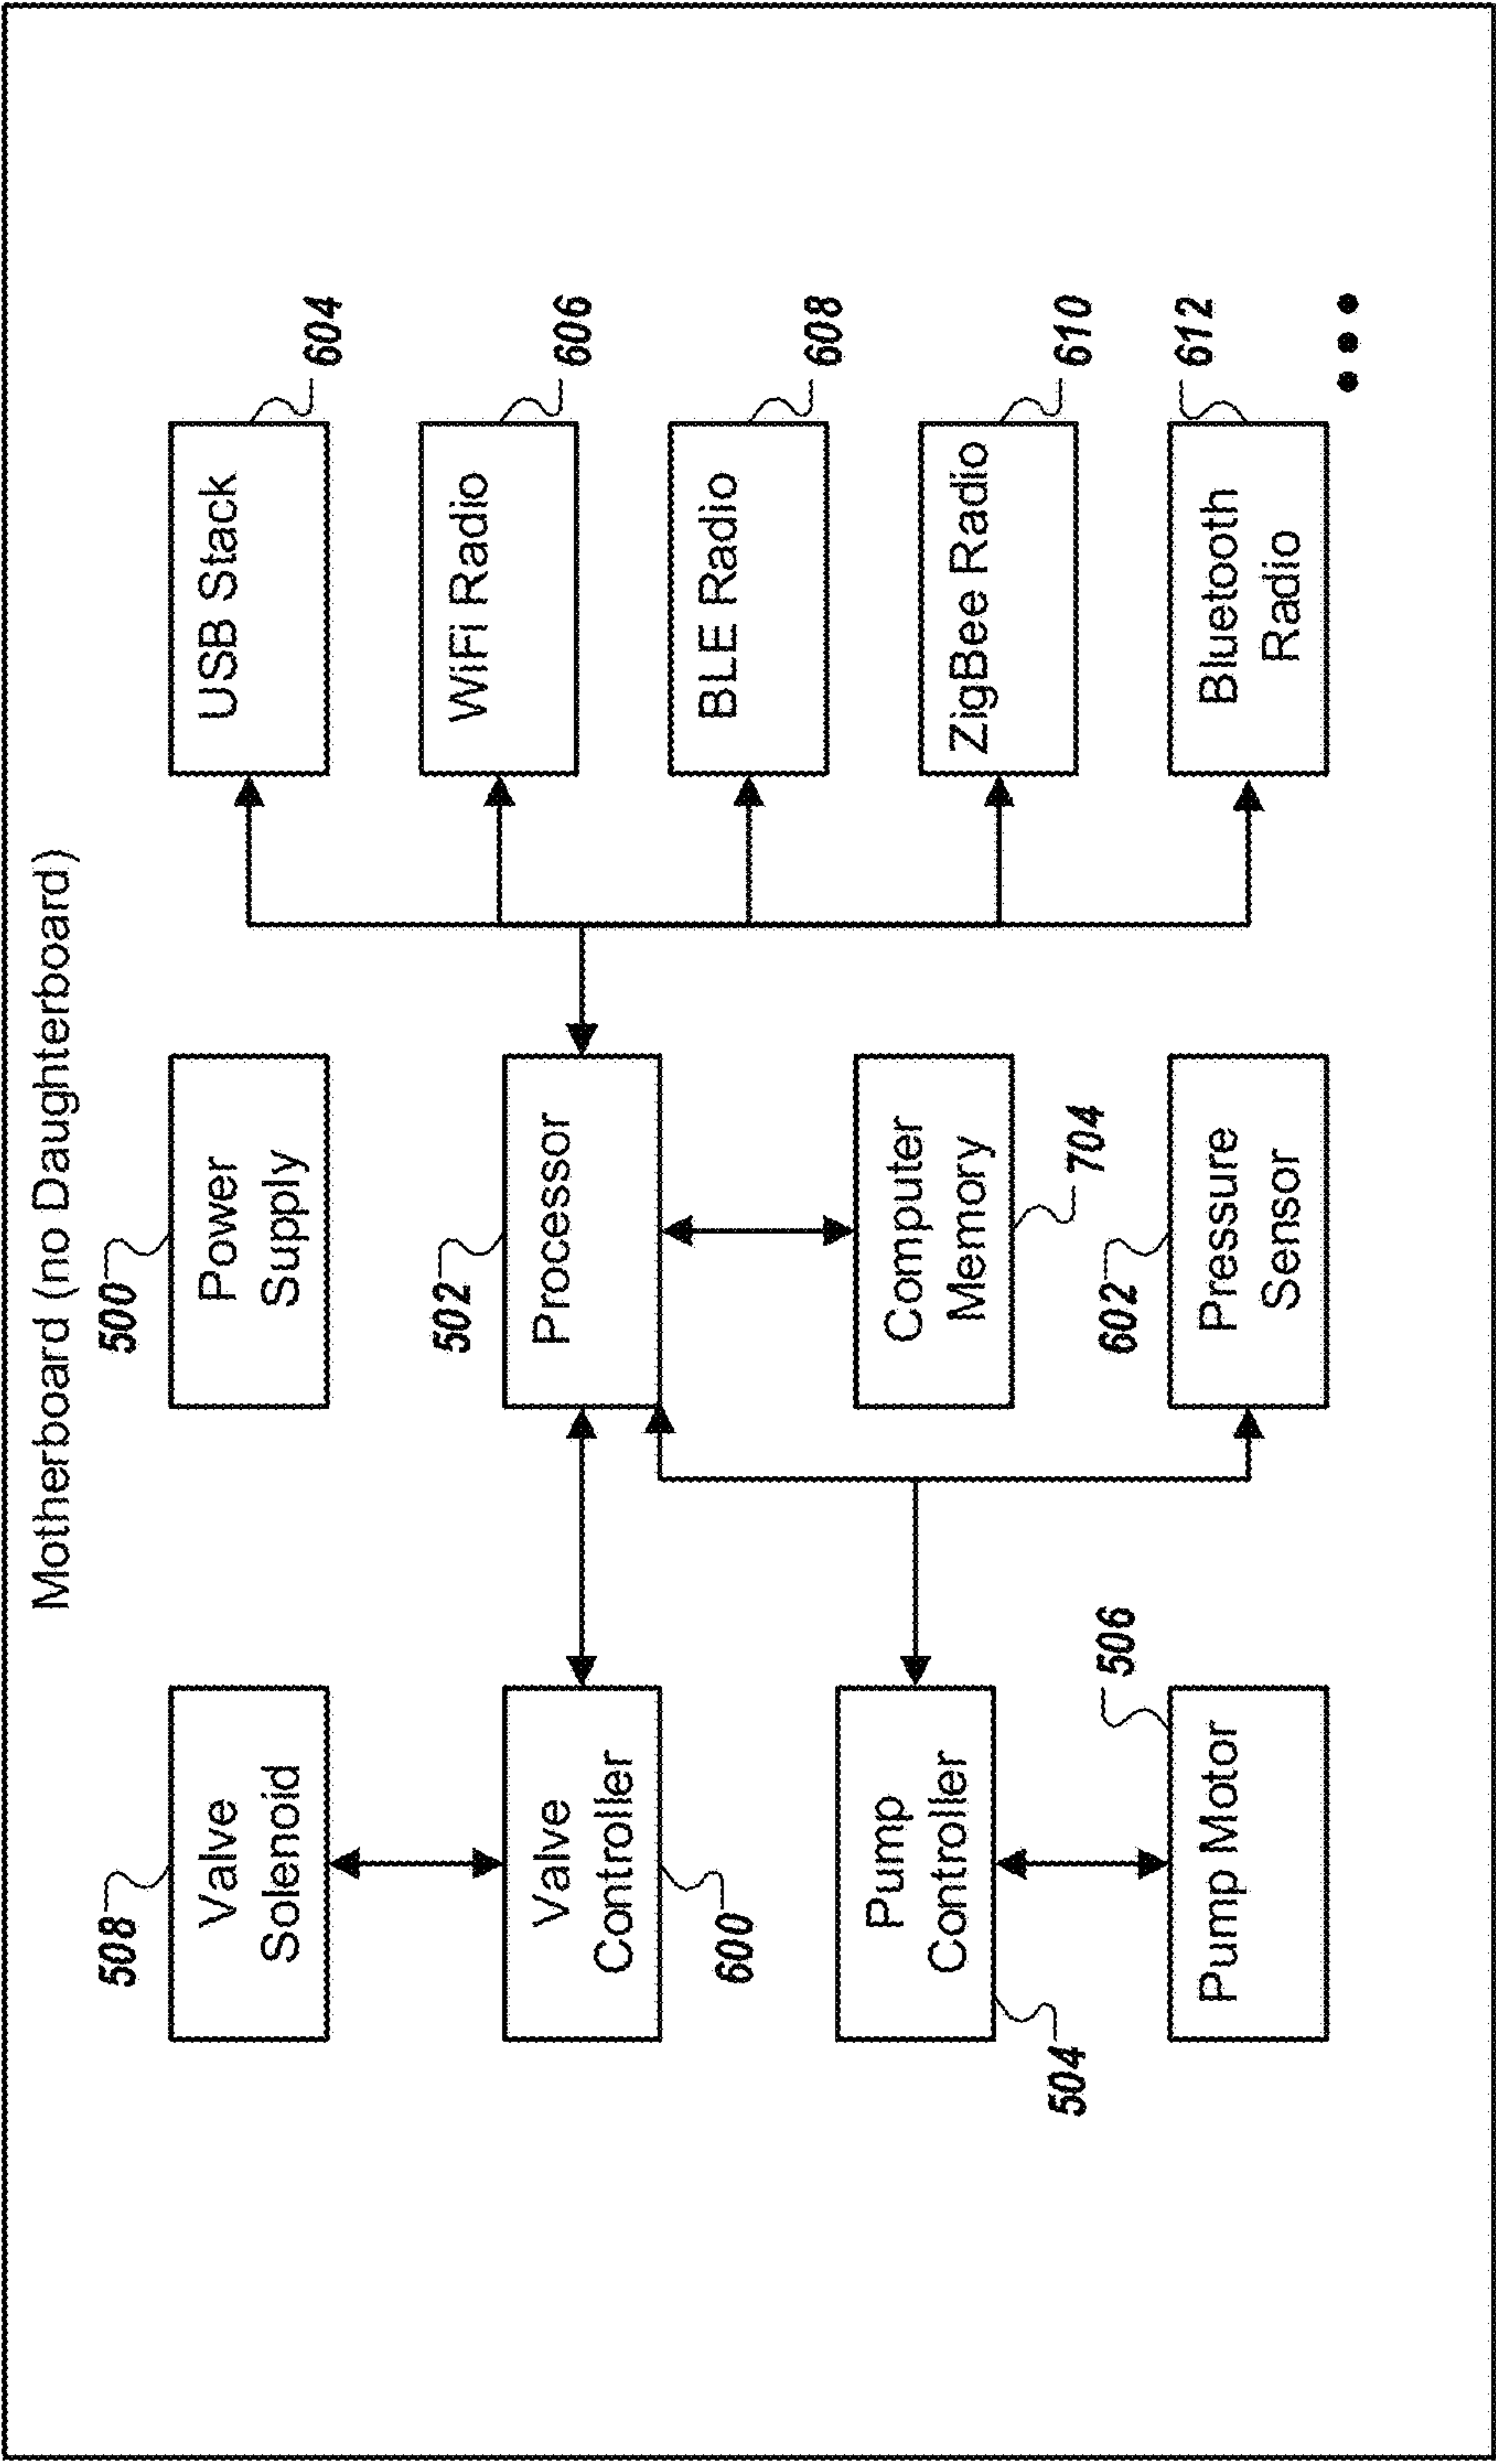 Motherboard (no Daughterboard)
508
Valve
Solenoid
500
Power
Supply
USB Stack
604
502
Valve
Controller
600
Processor
WiFi Radio
606
BLE Radio
608
Pump
Controller
504
Computer
Memory
704
ZigBee Radio
610
506
Pump Motor
602
Pressure
Sensor
612
Bluetooth
Radio